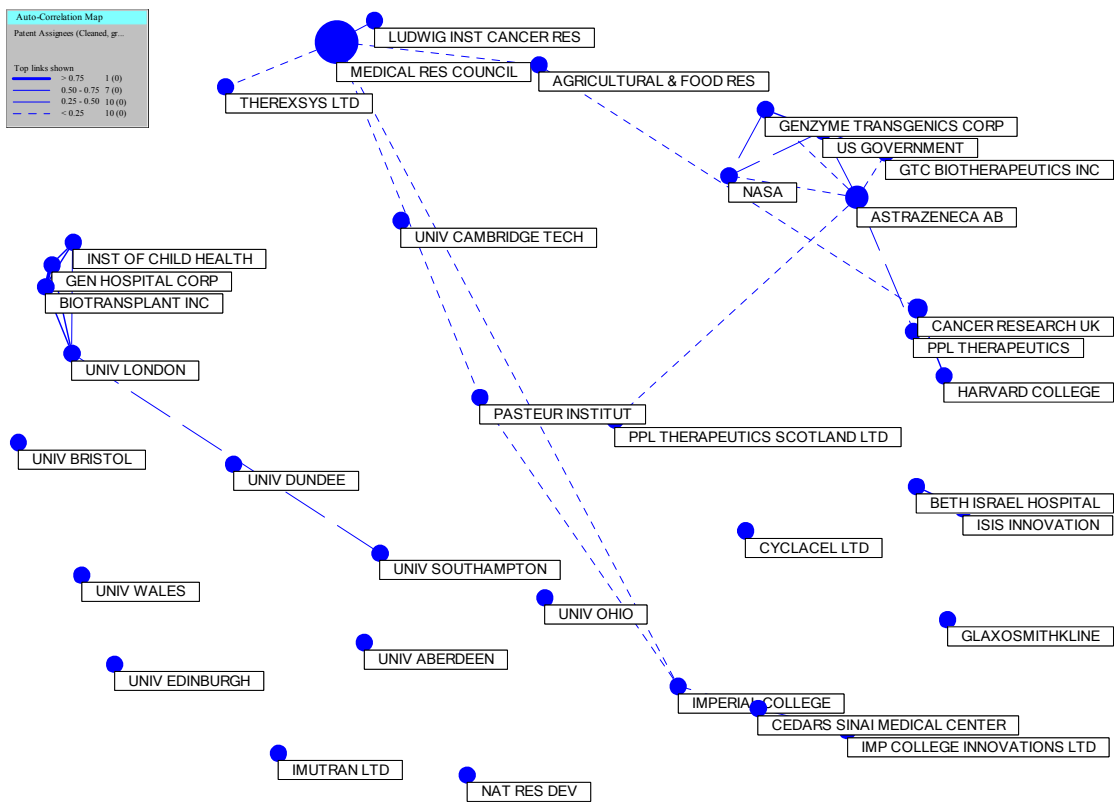 Auto-Correlation Map
Patent Assignees (Cleaned, gr...
Top links shown
> 0.75 1 (0)
0.50 - 0.75 7 (0)
0.25 - 0.50 10 (0)
< 0.25 10 (0)
LUDWIG INST CANCER RES
MEDICAL RES COUNCIL
AGRICULTURAL & FOOD RES
THEREXSYS LTD
GENZYME TRANSGENICS CORP
US GOVERNMENT
GTC BIOTHERAPEUTICS INC
NASA
ASTRAZENECA AB
UNIV CAMBRIDGE TECH
INST OF CHILD HEALTH
GEN HOSPITAL CORP
BIOTRANSPLANT INC
CANCER RESEARCH UK
PPL THERAPEUTICS
UNIV LONDON
HARVARD COLLEGE
PASTEUR INSTITUT
PPL THERAPEUTICS SCOTLAND LTD
UNIV BRISTOL
UNIV DUNDEE
BETH ISRAEL HOSPITAL
ISIS INNOVATION
CYCLACEL LTD
UNIV SOUTHAMPTON
UNIV WALES
UNIV OHIO
GLAXOSMITHKLINE
UNIV ABERDEEN
UNIV EDINBURGH
IMPERIAL COLLEGE
CEDARS SINAI MEDICAL CENTER
IMP COLLEGE INNOVATIONS LTD
IMUTRAN LTD
NAT RES DEV